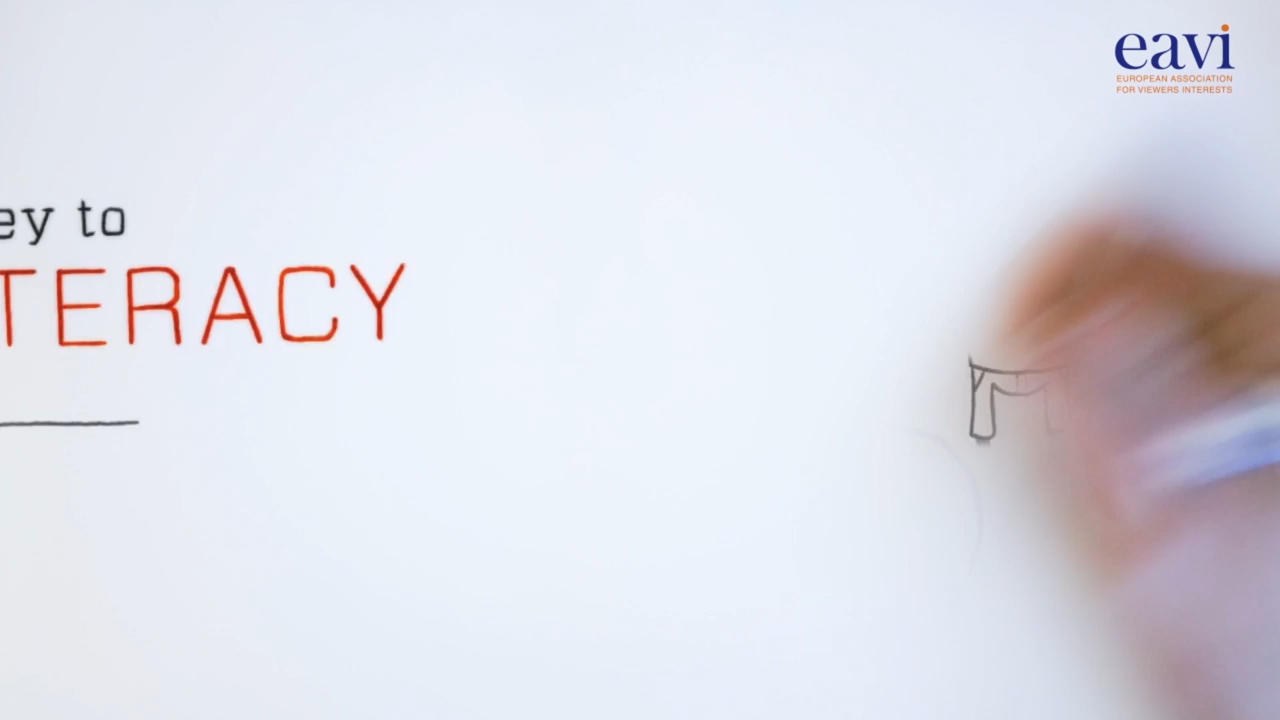 eavi
EUROPEAN ASSOCIATION
FOR VIEWERS INTERESTS
ey to
TERACY